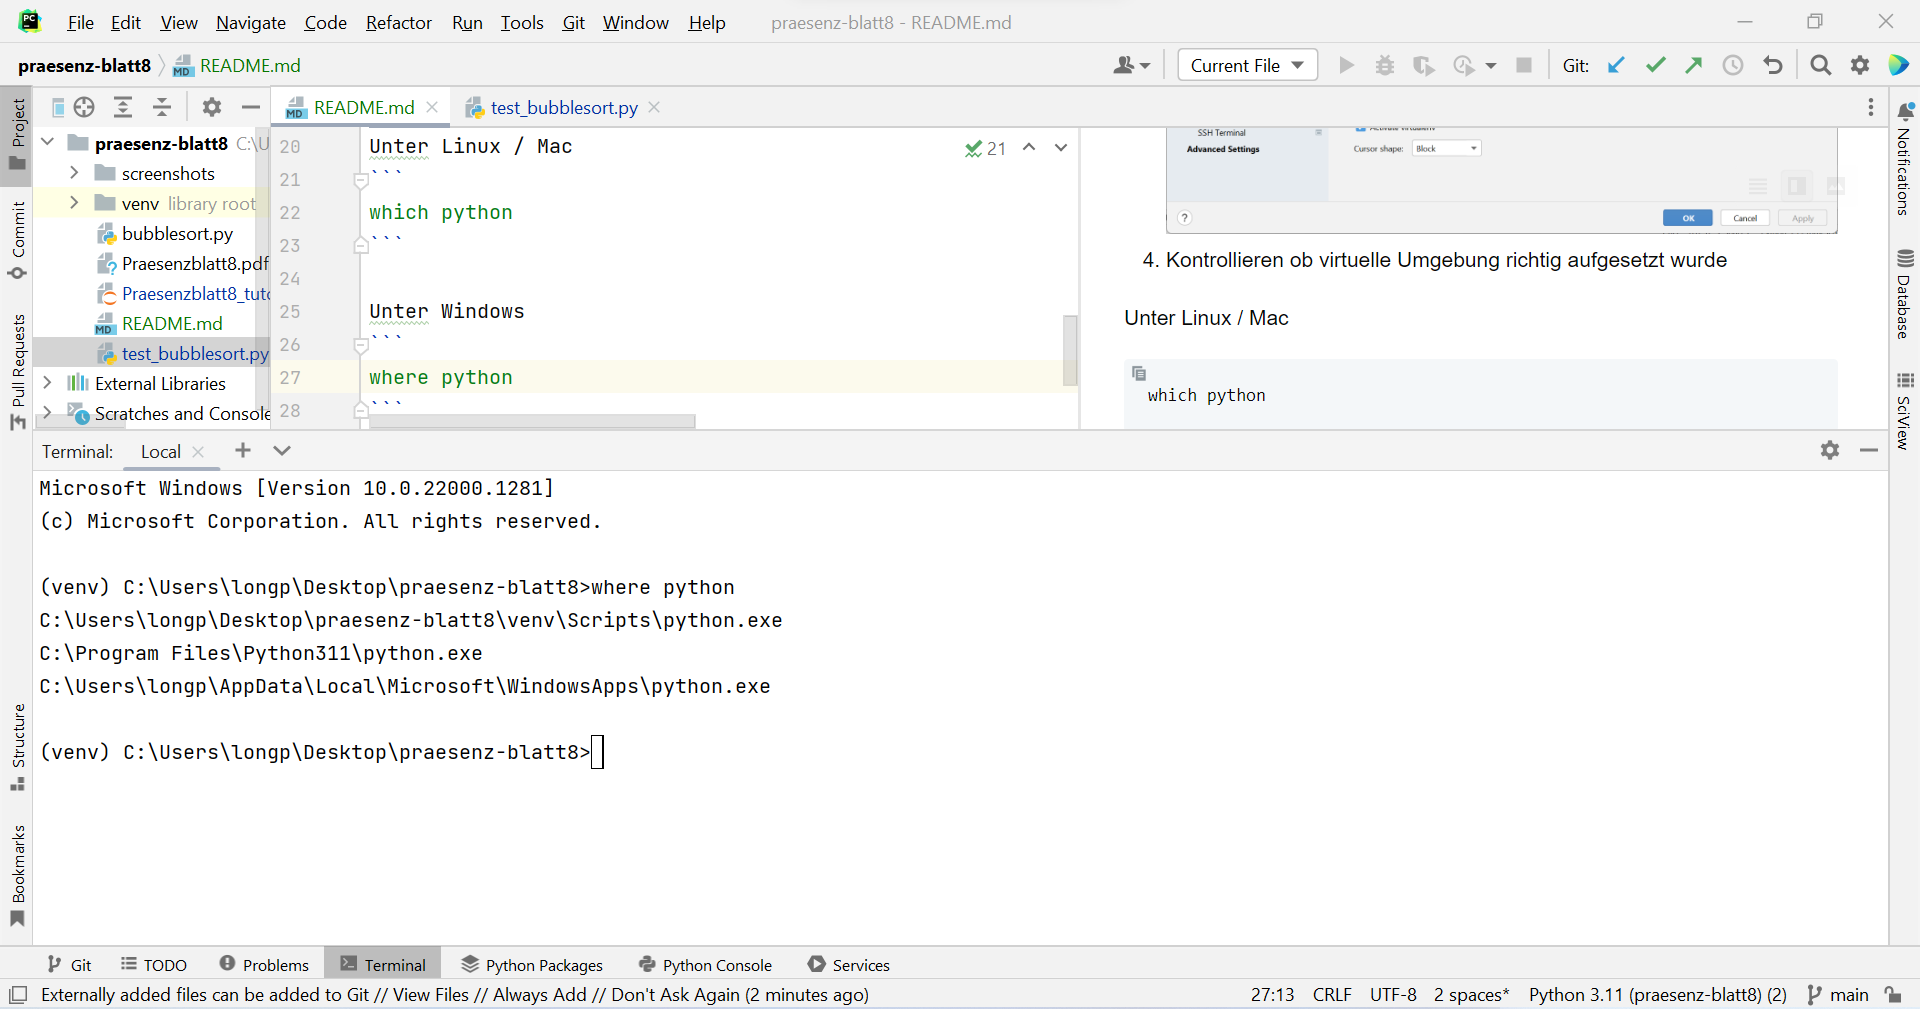 File Edit View Navigate Code Refactor Run Tools Git Window Help praesenz-blatt8 - README.md
praesenz-blatt8 README.md Current File Git:
Project
Commit
Pull Requests
Structure
Bookmarks
praesenz-blatt8 C:\U
screenshots
venv library root
bubblesort.py
Praesenzblatt8.pdf
Praesenzblatt8_tuto
README.md
test_bubblesort.py
External Libraries
Scratches and Console
README.md test_bubblesort.py
21
20 Unter Linux / Mac
21 ```
22 which python
23 ```
24
25 Unter Windows
26 ```
27 where python
28 ```
SSH Terminal
Advanced Settings
Activate virtualenv
Cursor shape: Block
? OK Cancel Apply
4. Kontrollieren ob virtuelle Umgebung richtig aufgesetzt wurde
Unter Linux / Mac
which python
Notifications
Database
SciView
Terminal: Local
Microsoft Windows [Version 10.0.22000.1281]
(c) Microsoft Corporation. All rights reserved.
(venv) C:\Users\longp\Desktop\praesenz-blatt8>where python
C:\Users\longp\Desktop\praesenz-blatt8\venv\Scripts\python.exe
C:\Program Files\Python311\python.exe
C:\Users\longp\AppData\Local\Microsoft\WindowsApps\python.exe
(venv) C:\Users\longp\Desktop\praesenz-blatt8>
Git TODO Problems Terminal Python Packages Python Console Services
Externally added files can be added to Git // View Files // Always Add // Don't Ask Again (2 minutes ago) 27:13 CRLF UTF-8 2 spaces* Python 3.11 (praesenz-blatt8) (2) main